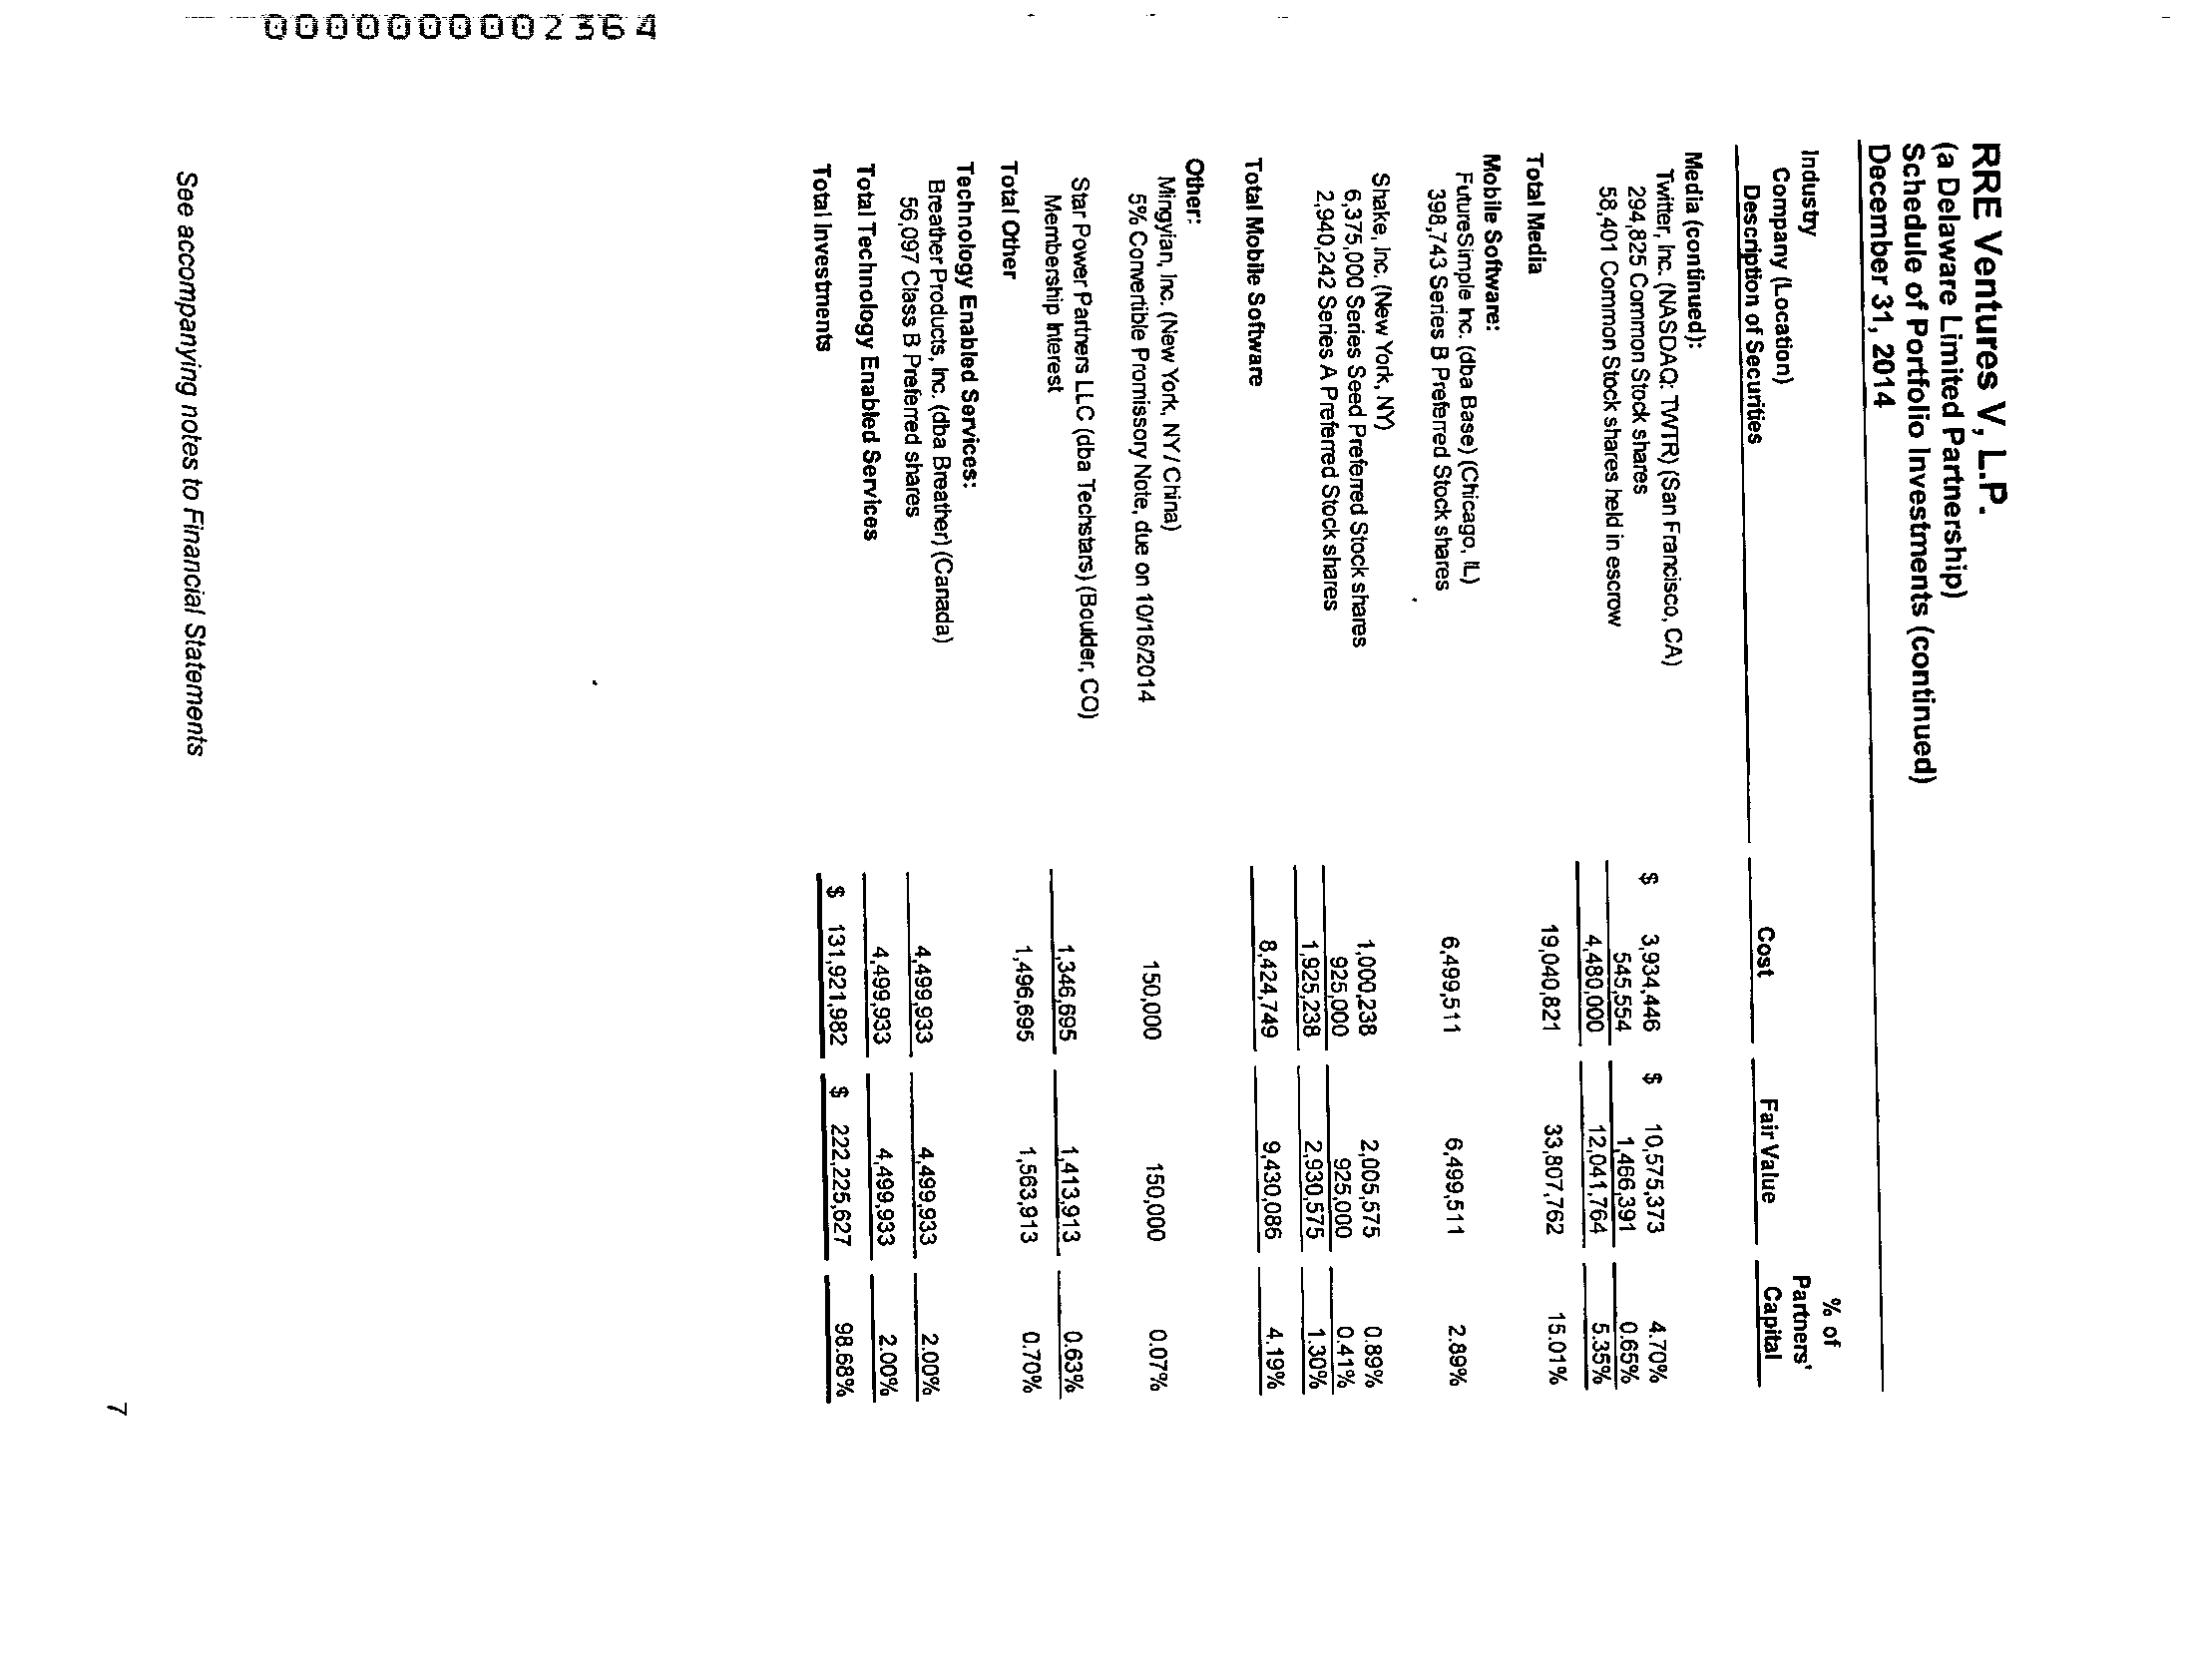 RRE Ventures V, L.P.
(a Delaware Limited Partnership)
Schedule of Portfolio Investments (continued)
December 31, 2014
% of
Industry Partners'
Company (Location)
Description of Securities Cost Fair Value Capital
Media (continued):
Twitter, Inc. (NASDAQ: TWTR) (San Francisco, CA)
294,825 Common Stock shares $ 3,934,446 $ 10,575,373 4.70%
58,401 Common Stock shares held in escrow 545,554 1,466,391 0.65%
4,480,000 12,041,764 5.35%
Total Media 19,040,821 33,807,762 15.01%
Mobile Software:
FutureSimple Inc. (dba Base) (Chicago, IL)
398,743 Series B Preferred Stock shares 6,499,511 6,499,511 2.89%
Shake, Inc. (New York, NY)
6,375,000 Series Seed Preferred Stock shares 1,000,238 2,005,575 0.89%
2,940,242 Series A Preferred Stock shares 925,000 925,000 0.41%
1,925,238 2,930,575 1.30%
Total Mobile Software 8,424,749 9,430,086 4.19%
Other:
Mingyian, Inc. (New York, NY/ China)
5% Convertible Promissory Note, due on 10/16/2014 150,000 150,000 0.07%
Star Power Partners LLC (dba Techstars) (Boulder, CO)
Membership Interest 1,346,695 1,413,913 0.63%
Total Other 1,496,695 1,563,913 0.70%
Technology Enabled Services:
Breather Products, Inc. (dba Breather) (Canada)
56,097 Class B Preferred shares 4,499,933 4,499,933 2.00%
Total Technology Enabled Services 4,499,933 4,499,933 2.00%
Total Investments $ 131,921,982 $ 222,225,627 98.68%
See accompanying notes to Financial Statements
7
0000000002364